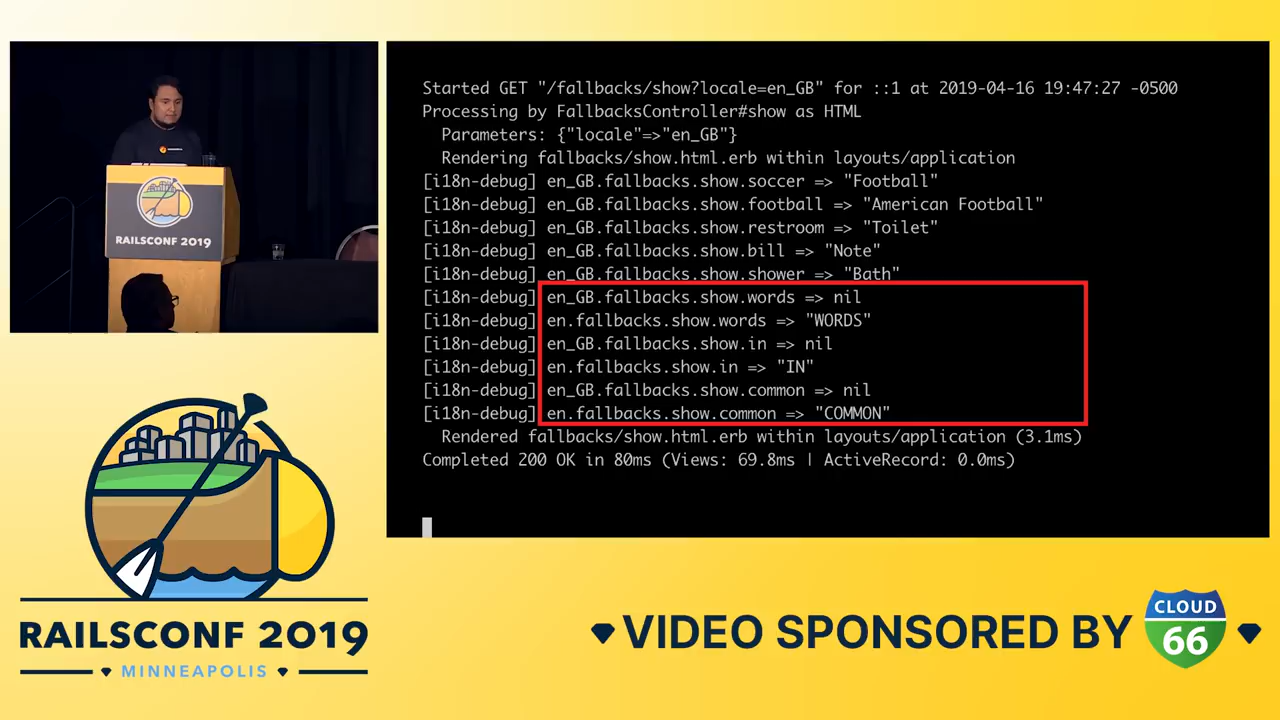 RAILSCONF 2019
Started GET "/fallbacks/show?locale=en_GB" for ::1 at 2019-04-16 19:47:27 -0500
Processing by FallbacksController#show as HTML
Parameters: {"locale"=>"en_GB"}
Rendering fallbacks/show.html.erb within layouts/application
[i18n-debug] en_GB.fallbacks.show.soccer => "Football"
[i18n-debug] en_GB.fallbacks.show.football => "American Football"
[i18n-debug] en_GB.fallbacks.show.restroom => "Toilet"
[i18n-debug] en_GB.fallbacks.show.bill => "Note"
[i18n-debug] en_GB.fallbacks.show.shower => "Bath"
[i18n-debug] en_GB.fallbacks.show.words => nil
[i18n-debug] en.fallbacks.show.words => "WORDS"
[i18n-debug] en_GB.fallbacks.show.in => nil
[i18n-debug] en.fallbacks.show.in => "IN"
[i18n-debug] en_GB.fallbacks.show.common => nil
[i18n-debug] en.fallbacks.show.common => "COMMON"
Rendered fallbacks/show.html.erb within layouts/application (3.1ms)
Completed 200 OK in 80ms (Views: 69.8ms | ActiveRecord: 0.0ms)
RAILSCONF 2019
MINNEAPOLIS
VIDEO SPONSORED BY
CLOUD
66